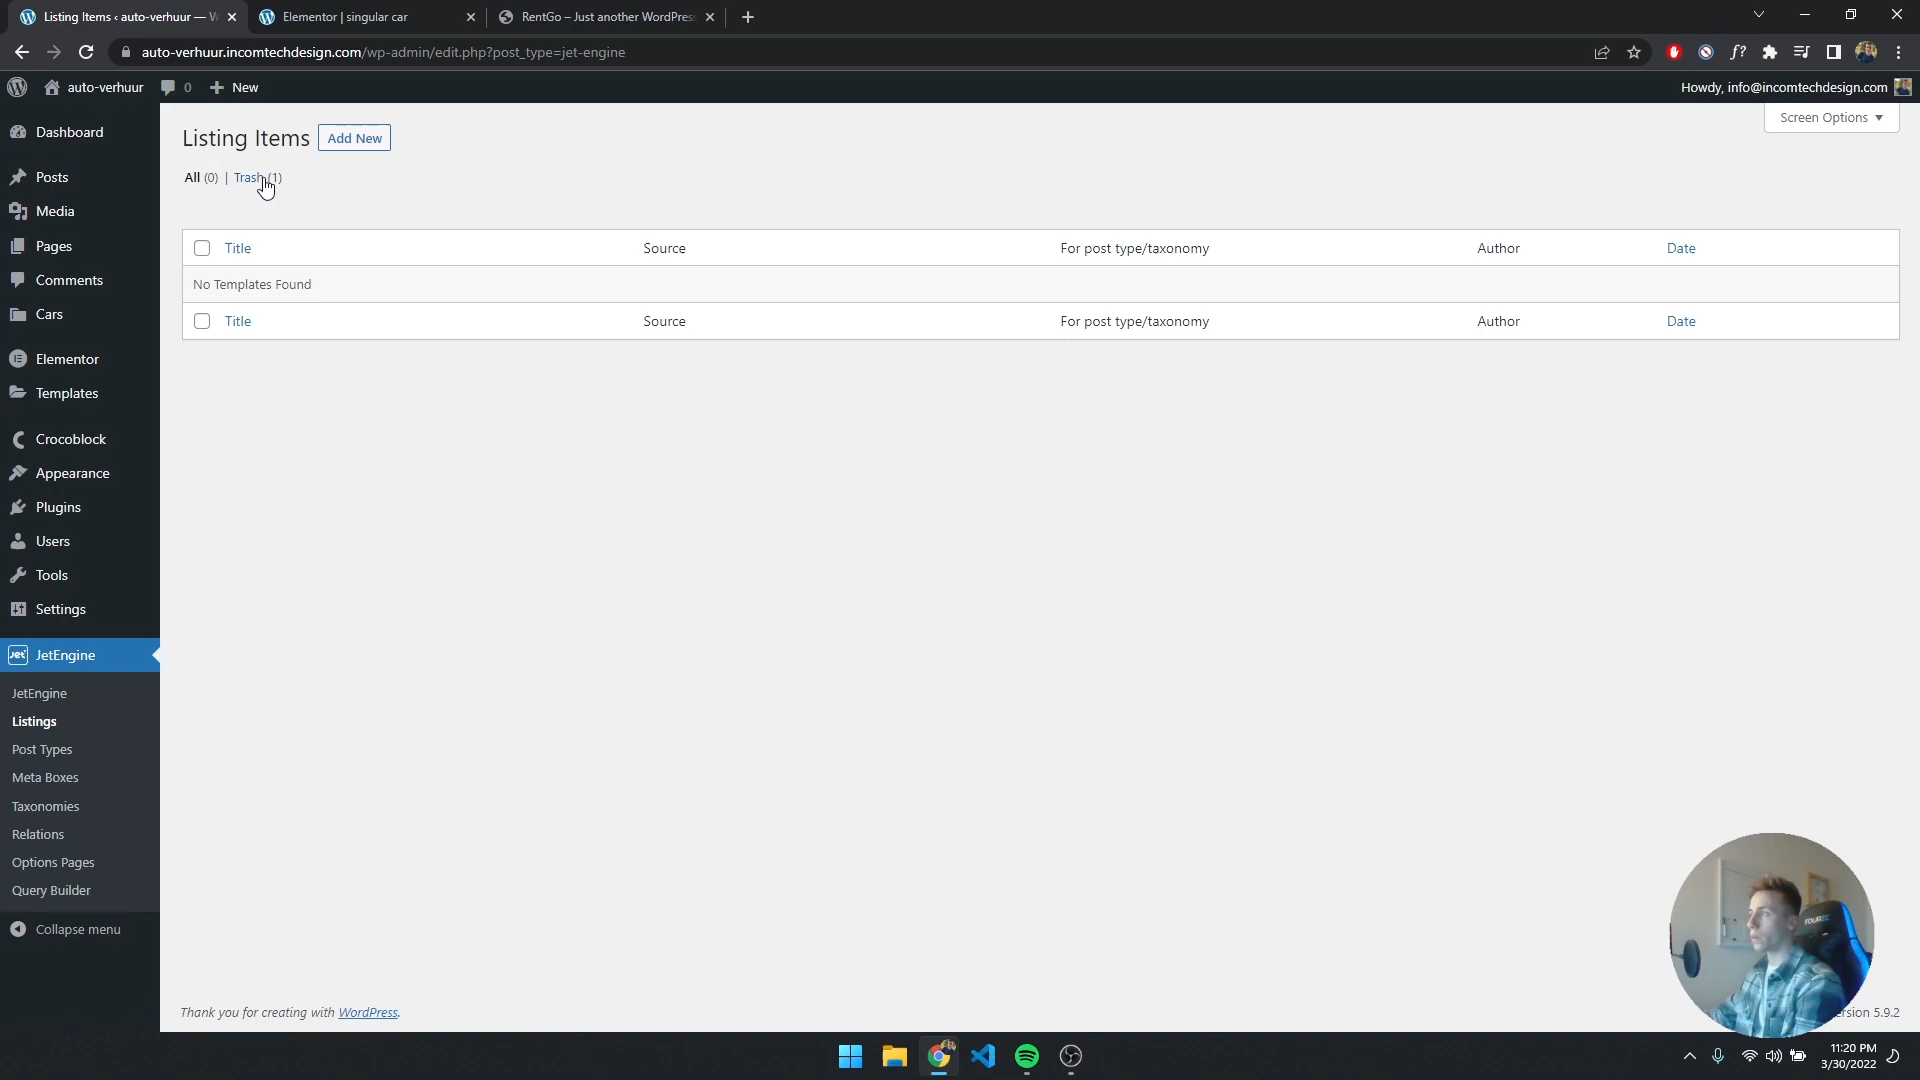 Listing Items ‹ auto-verhuur — W
Elementor | singular car
RentGo – Just another WordPress
auto-verhuur.incomtechdesign.com/wp-admin/edit.php?post_type=jet-engine
auto-verhuur
0
New
Howdy, info@incomtechdesign.com
Dashboard
Posts
Media
Pages
Comments
Cars
Elementor
Templates
Crocoblock
Appearance
Plugins
Users
Tools
Settings
JetEngine
JetEngine
Listings
Post Types
Meta Boxes
Taxonomies
Relations
Options Pages
Query Builder
Collapse menu
Listing Items Add New
Screen Options
All (0) | Trash (1)
Title Source For post type/taxonomy Author Date
No Templates Found
Title Source For post type/taxonomy Author Date
Thank you for creating with WordPress.
ersion 5.9.2
11:20 PM
3/30/2022